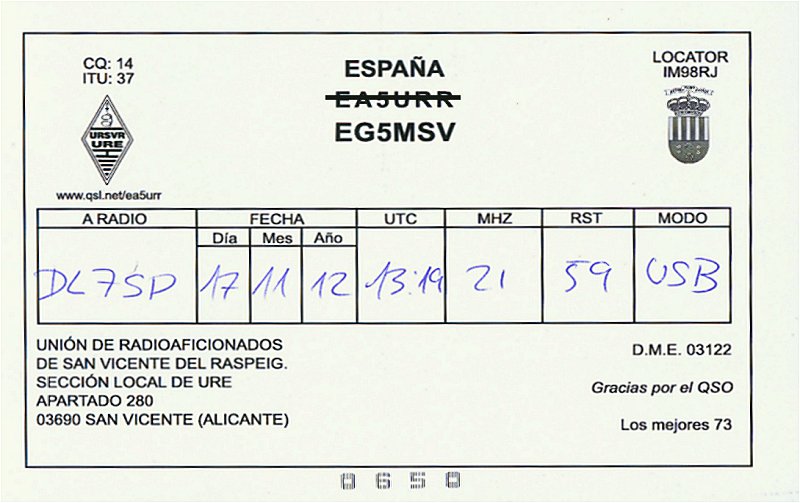 CQ: 14
ITU: 37
URSVR
URE
www.qsl.net/ea5urr
ESPAÑA
EA5URR
EG5MSV
LOCATOR
IM98RJ
A RADIO FECHA UTC MHZ RST MODO
Día Mes Año
DL7SD 17 11 12 13:19 21 59 USB
UNIÓN DE RADIOAFICIONADOS
DE SAN VICENTE DEL RASPEIG.
SECCIÓN LOCAL DE URE
APARTADO 280
03690 SAN VICENTE (ALICANTE)
D.M.E. 03122
Gracias por el QSO
Los mejores 73
0650